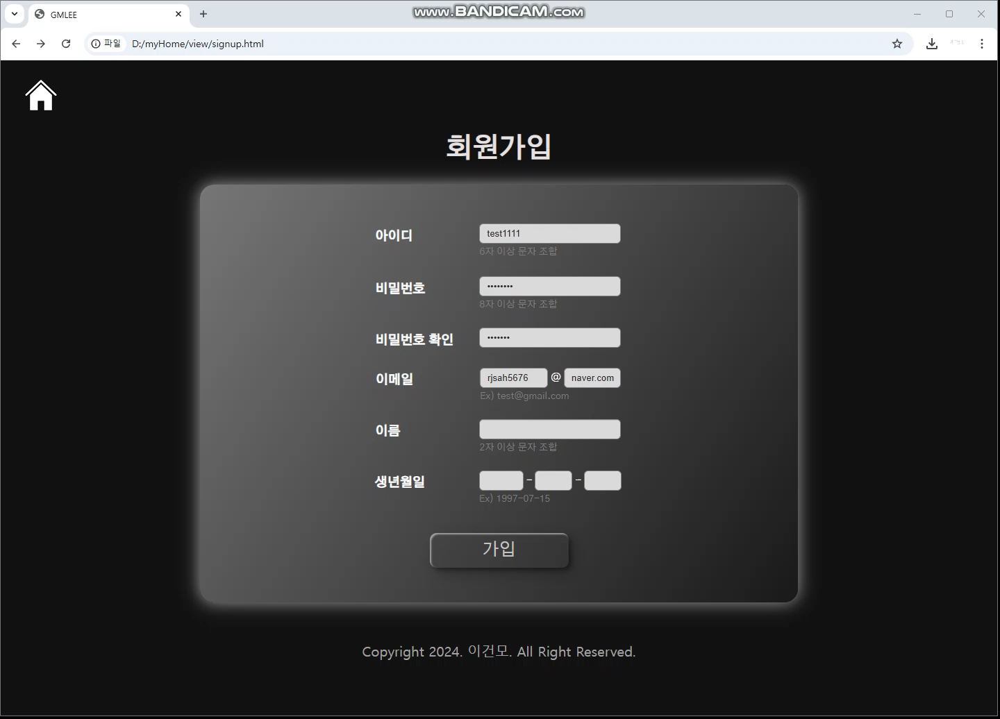 GMLEE
www.BANDICAM.com
파일 D:/myHome/view/signup.html
회원가입
아이디 test1111
6자 이상 문자 조합
비밀번호 ••••••••
8자 이상 문자 조합
비밀번호 확인 •••••••
이메일 rjsah5676 @ naver.com
Ex) test@gmail.com
이름
2자 이상 문자 조합
생년월일 - -
Ex) 1997-07-15
가입
Copyright 2024. 이건모. All Right Reserved.